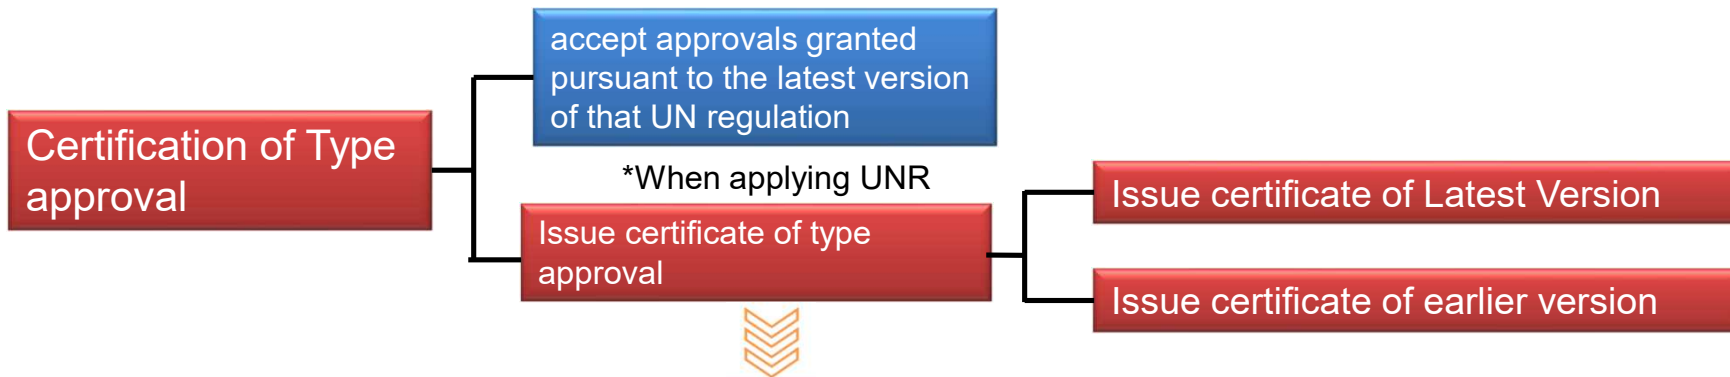 accept approvals granted
pursuant to the latest version
of that UN regulation
Certification of Type
approval
*When applying UNR
Issue certificate of type
approval
Issue certificate of Latest Version
Issue certificate of earlier version